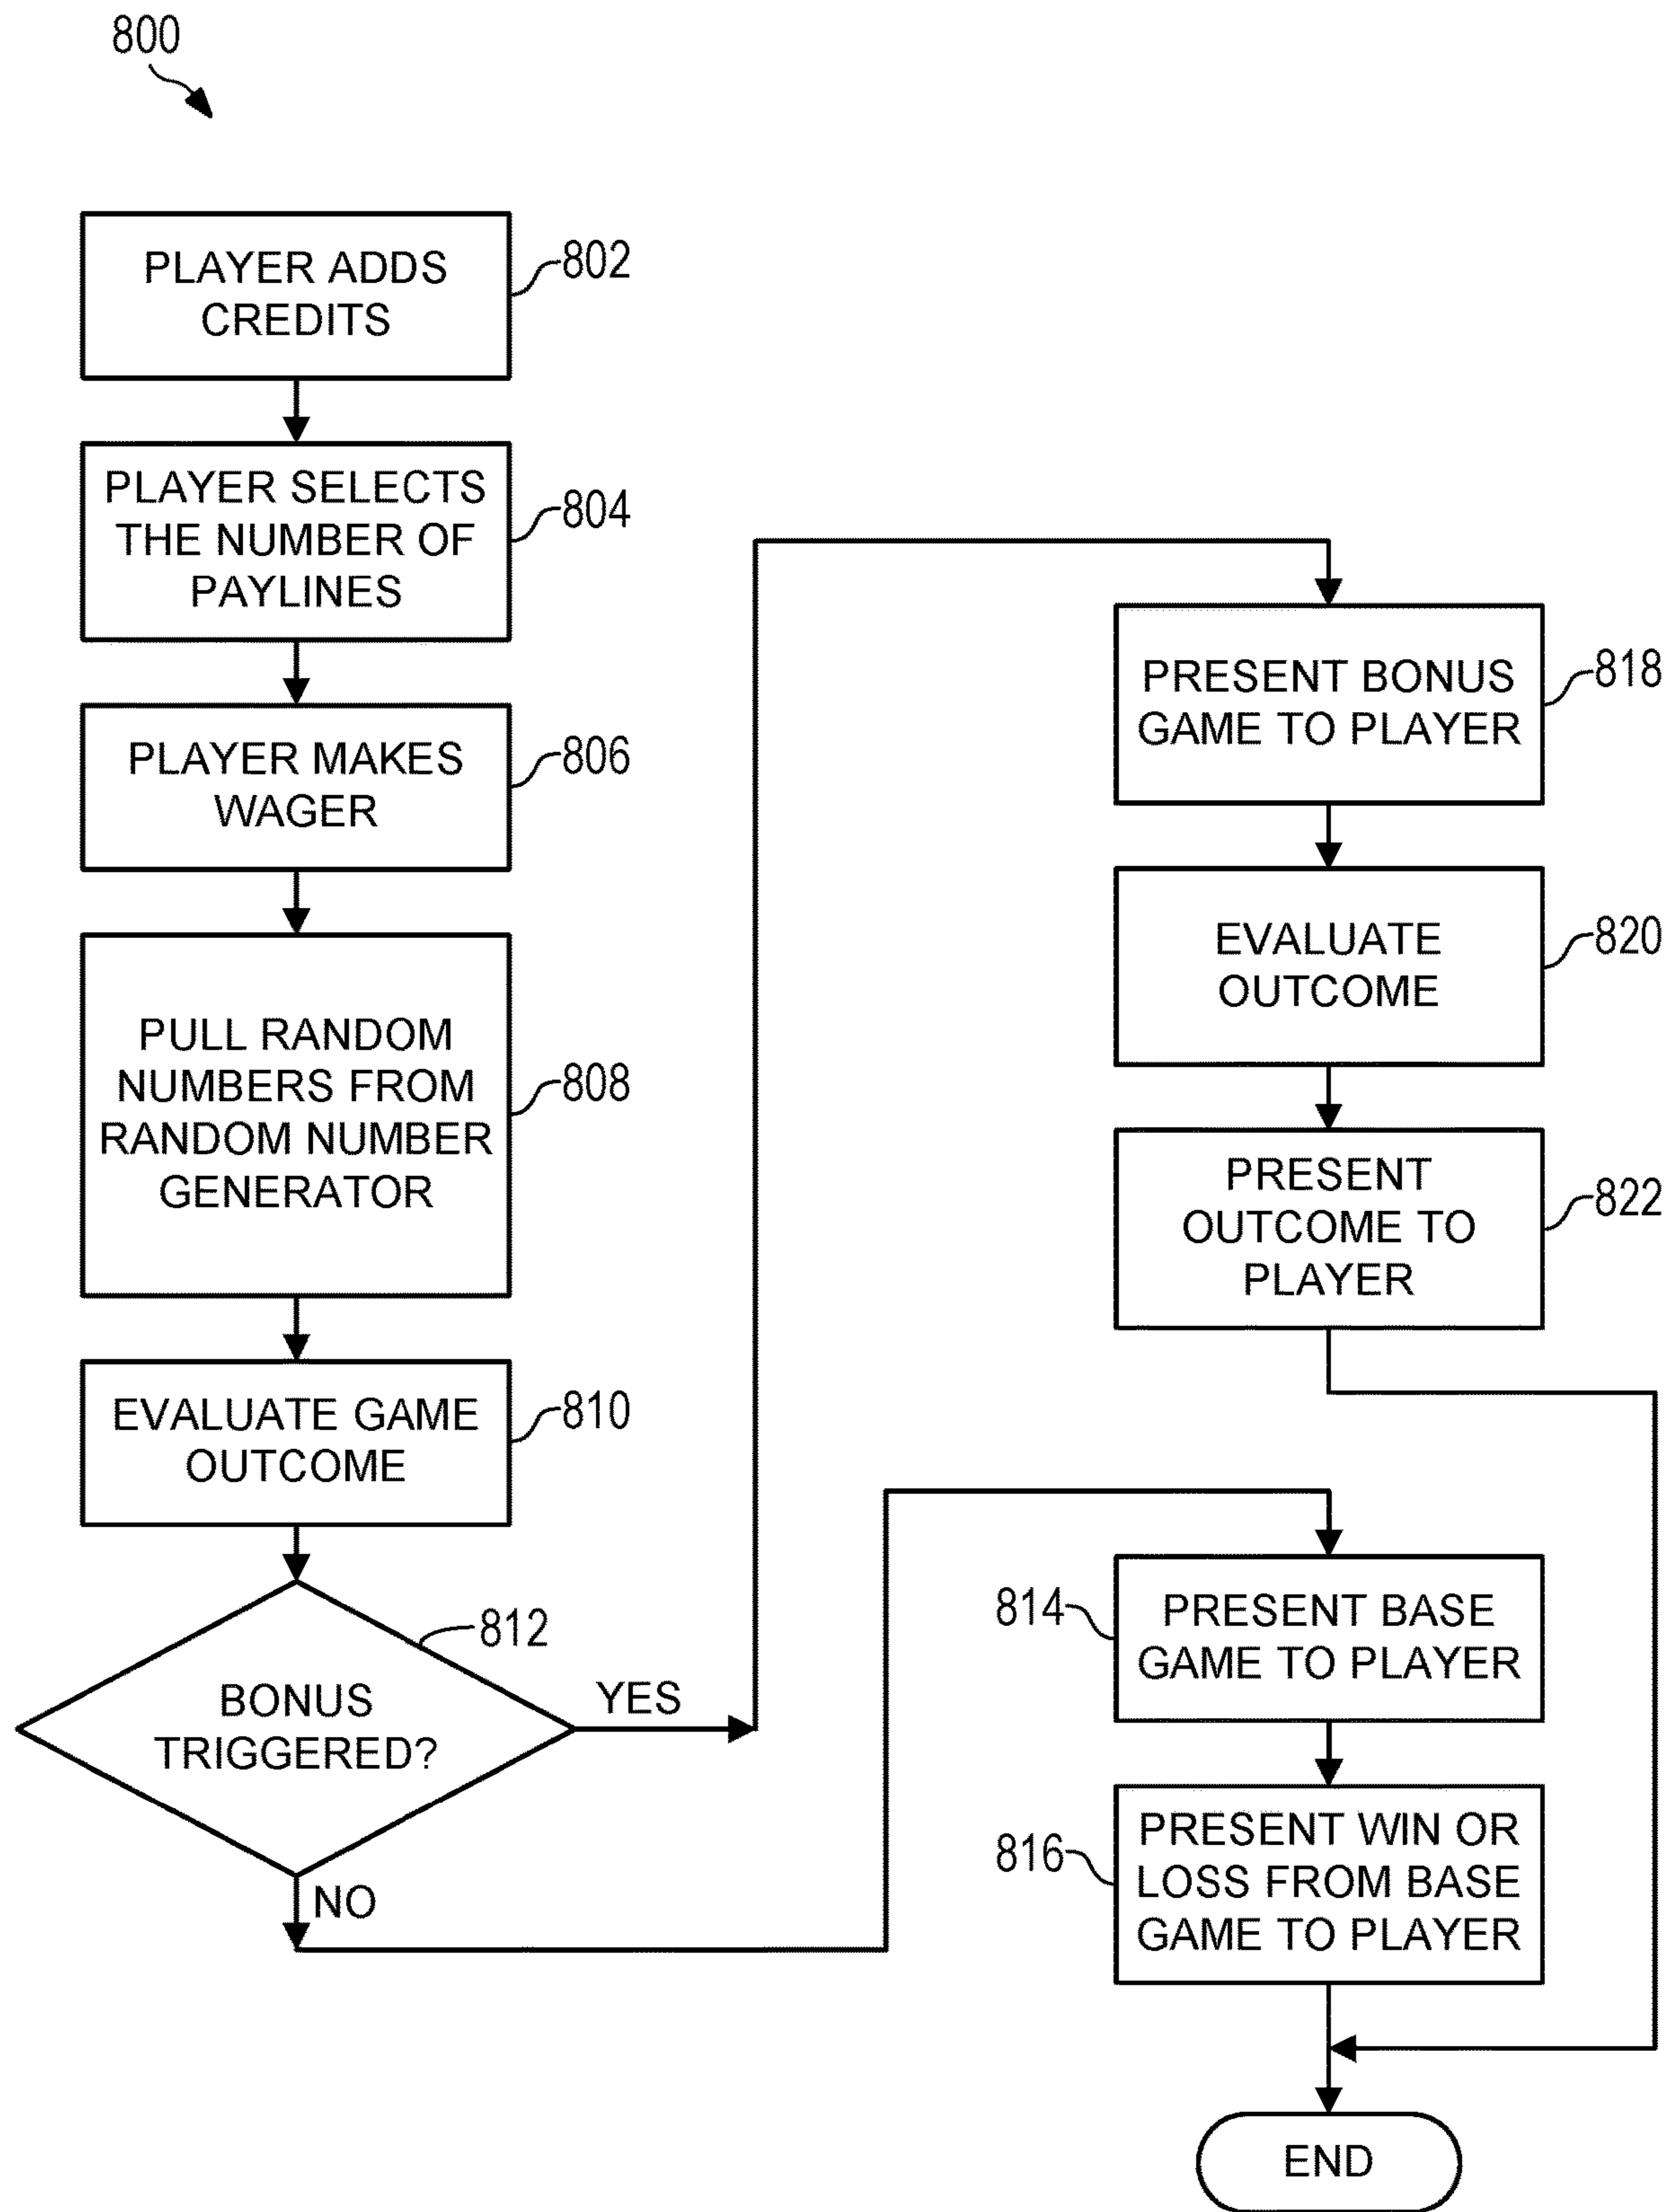 800
PLAYER ADDS
CREDITS
802
PLAYER SELECTS
THE NUMBER OF
PAYLINES
804
PLAYER MAKES
WAGER
806
PULL RANDOM
NUMBERS FROM
RANDOM NUMBER
GENERATOR
808
EVALUATE GAME
OUTCOME
810
812
BONUS
TRIGGERED?
YES
NO
PRESENT BONUS
GAME TO PLAYER
818
EVALUATE
OUTCOME
820
PRESENT
OUTCOME TO
PLAYER
822
814
PRESENT BASE
GAME TO PLAYER
816
PRESENT WIN OR
LOSS FROM BASE
GAME TO PLAYER
END